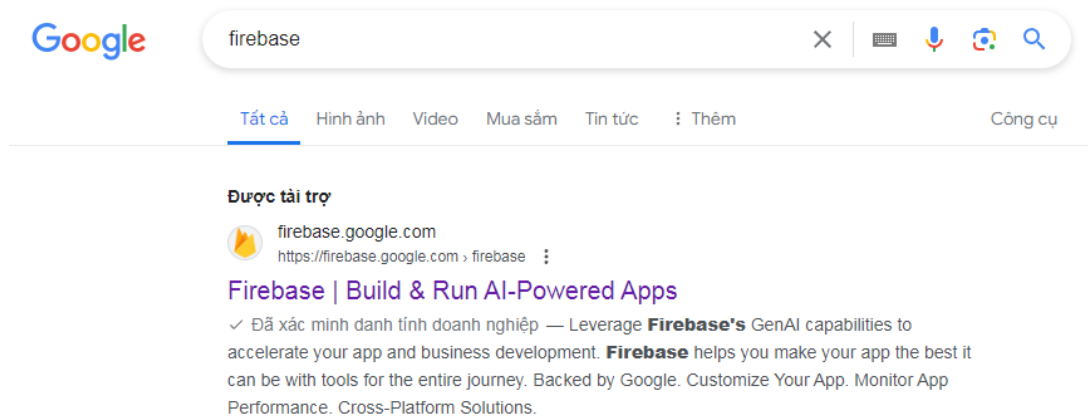 Google
firebase
Tất cả Hình ảnh Video Mua sắm Tin tức Thêm Công cụ
Được tài trợ
firebase.google.com
https://firebase.google.com › firebase
Firebase | Build & Run AI-Powered Apps
Đã xác minh danh tính doanh nghiệp — Leverage Firebase's GenAI capabilities to
accelerate your app and business development. Firebase helps you make your app the best it
can be with tools for the entire journey. Backed by Google. Customize Your App. Monitor App
Performance. Cross-Platform Solutions.